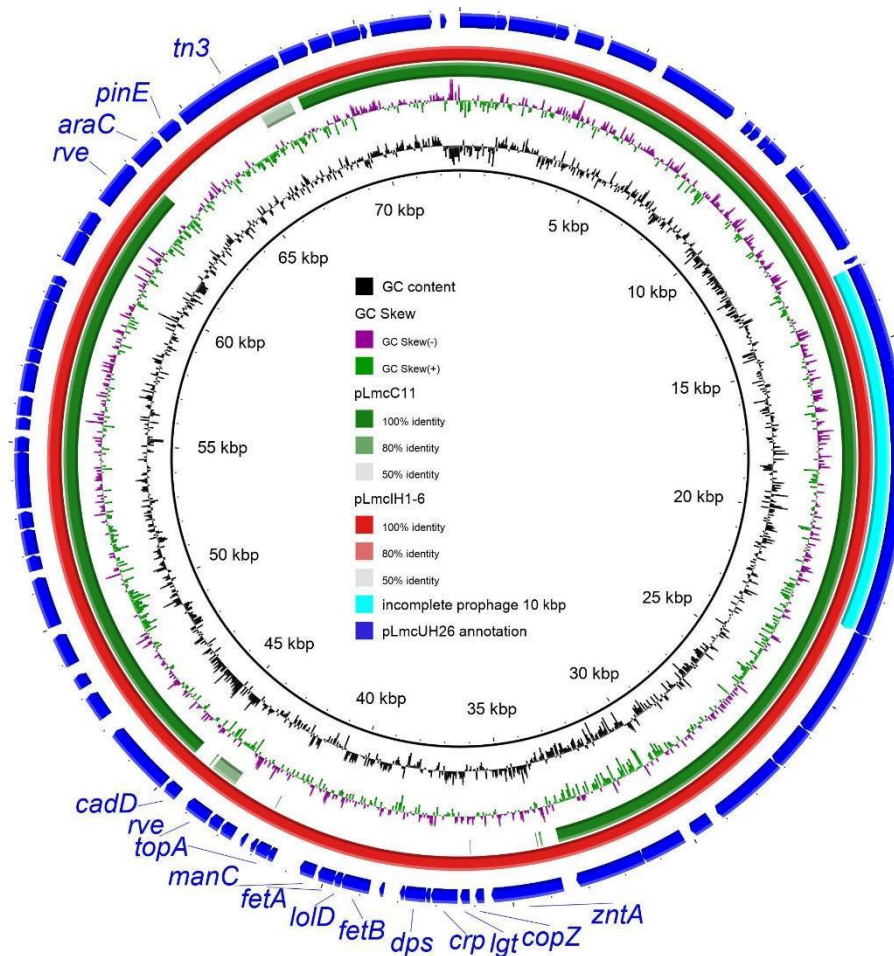 tn3
pinE
araC
rve
70 kbp
5 kbp
65 kbp
10 kbp
60 kbp
15 kbp
55 kbp
20 kbp
50 kbp
25 kbp
45 kbp
30 kbp
40 kbp
35 kbp
GC content
GC Skew
GC Skew(-)
GC Skew(+)
pLmcC11
100% identity
80% identity
50% identity
pLmcIH1-6
100% identity
80% identity
50% identity
incomplete prophage 10 kbp
pLmcUH26 annotation
cadD
rve
topA
manC
fetA
lolD
fetB
dps
crp
lgt
copZ
zntA